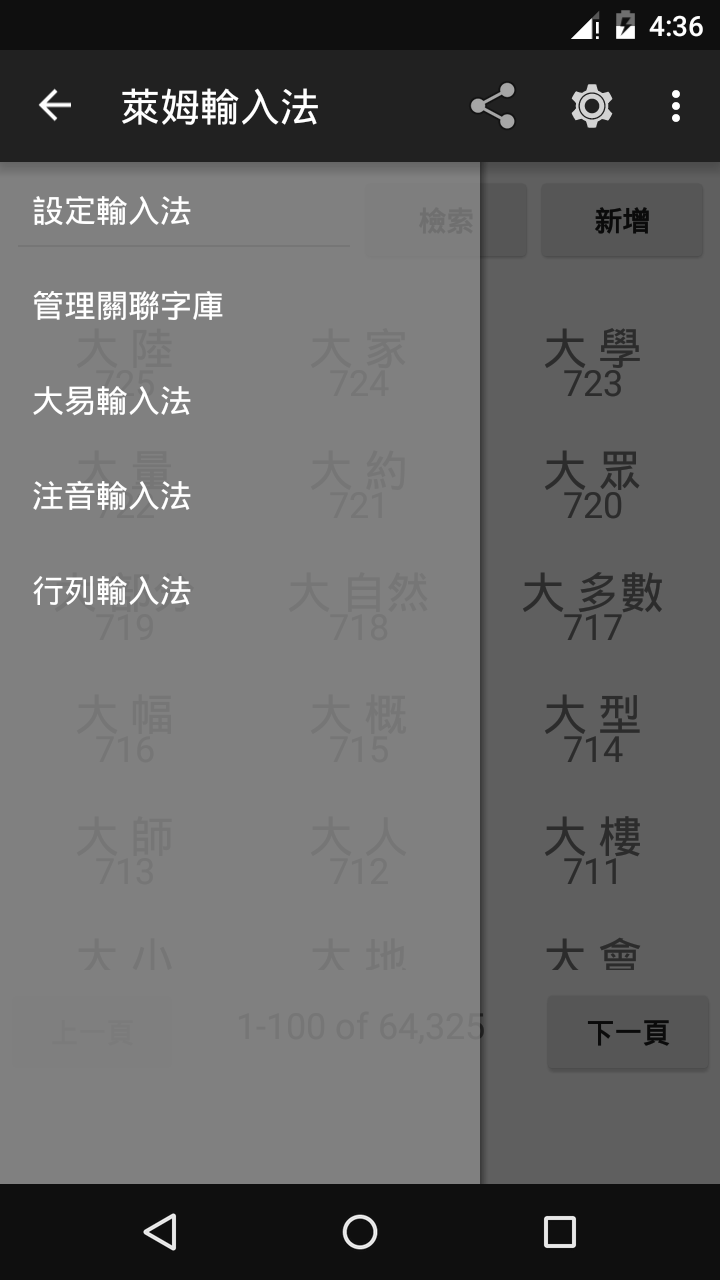 4:36
萊姆輸入法
設定輸入法
檢索
新增
管理關聯字庫
大 陸
大 家
大 學
725
724
723
大易輸入法
大 量
大 約
大 眾
722
721
720
注音輸入法
行列輸入法
大 自然
大 多數
719
718
717
大 幅
大 概
大 型
716
715
714
大 師
大 人
大 樓
713
712
711
大 小
大 地
大 會
上一頁
1-100 of 64,325
下一頁